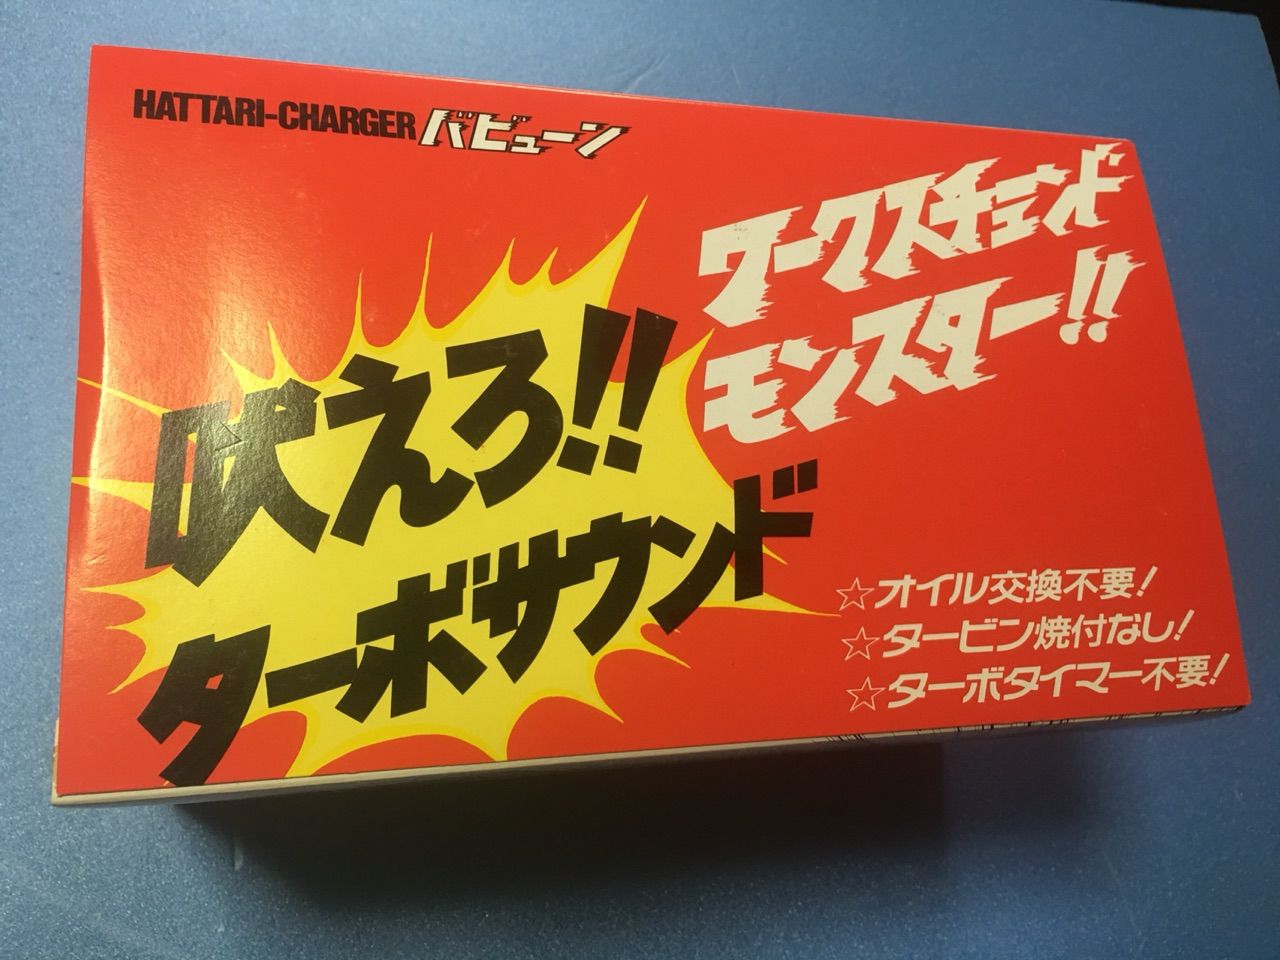 HATTARI-CHARGER バビューン
ワークスチューンド
モンスター!!
吠えろ!!
ターボサウンド
☆オイル交換不要!
☆タービン焼付なし!
☆ターボタイマー不要!